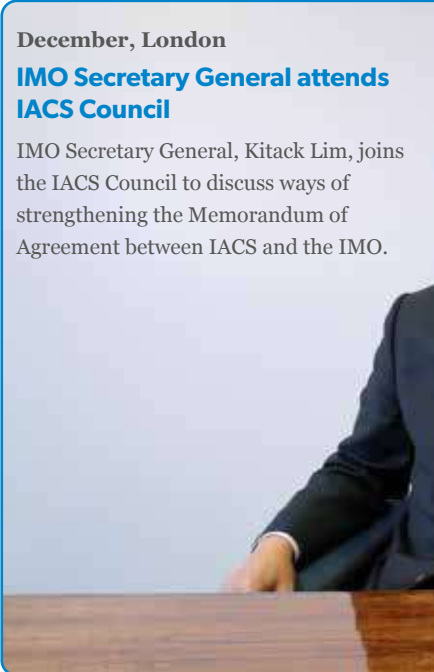 December, London
IMO Secretary General attends
IACS Council
IMO Secretary General, Kitack Lim, joins
the IACS Council to discuss ways of
strengthening the Memorandum of
Agreement between IACS and the IMO.